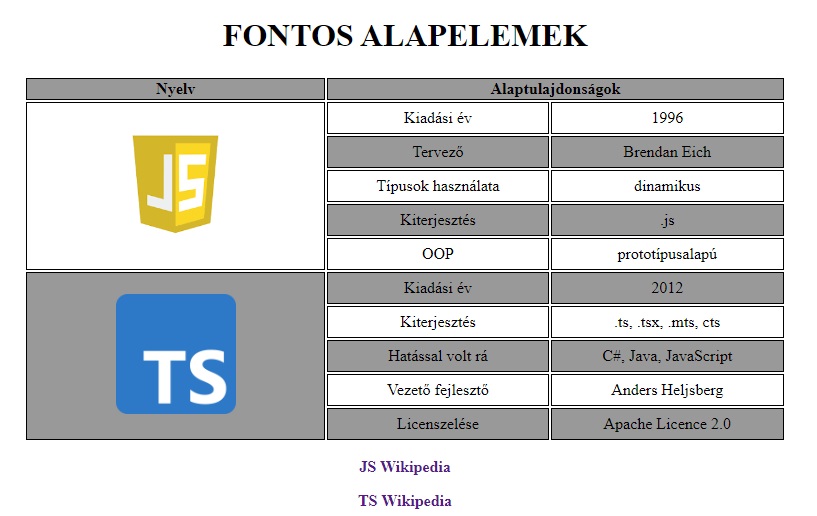 FONTOS ALAPELEMEK
Nyelv Alaptulajdonságok
JS
Kiadási év 1996
Tervező Brendan Eich
Típusok használata dinamikus
Kiterjesztés .js
OOP prototípusalapú
TS
Kiadási év 2012
Kiterjesztés .ts, .tsx, .mts, cts
Hatással volt rá C#, Java, JavaScript
Vezető fejlesztő Anders Heljsberg
Licenszelése Apache Licence 2.0
JS Wikipedia
TS Wikipedia